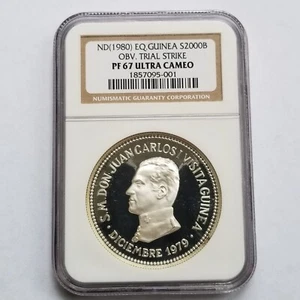 ND(1980) EQ GUINEA S2000B
OBV. TRIAL STRIKE
PF 67 ULTRA CAMEO
1857095-001
NUMISMATIC GUARANTY CORPORATION
S.M. DON JUAN CARLOS I VISITA GUINEA
· DICIEMBRE 1979 ·